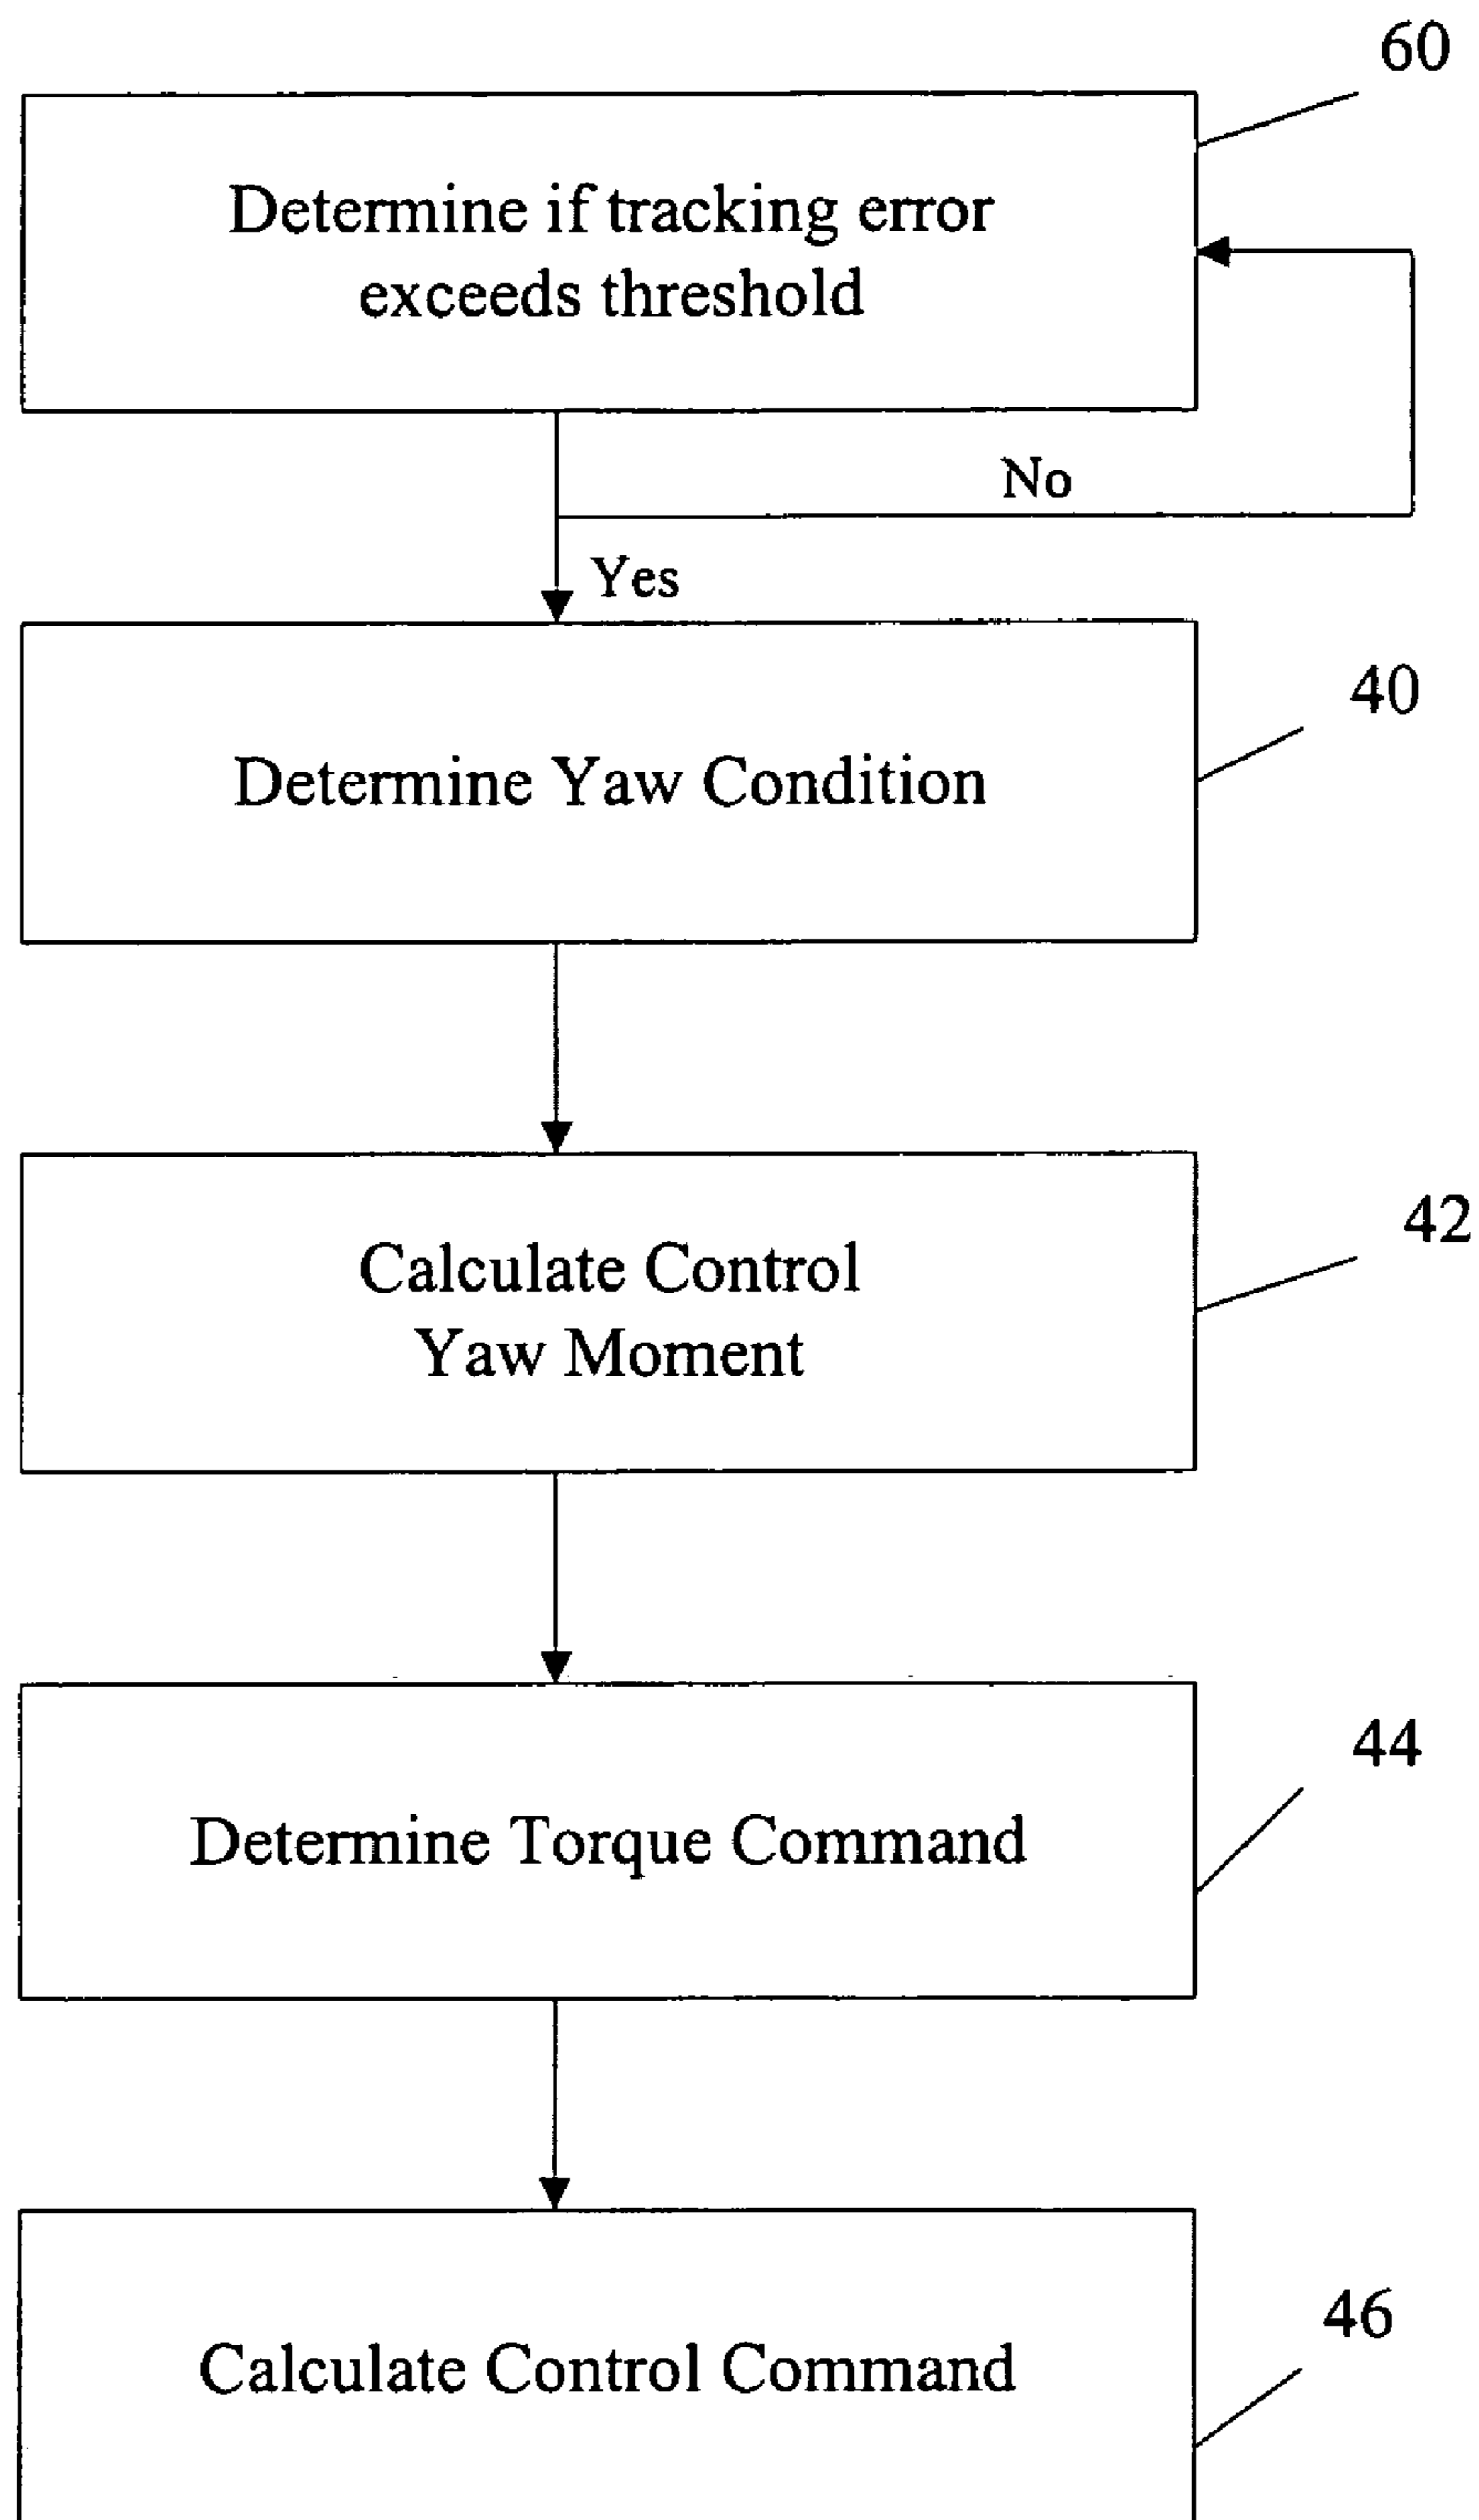 60
Determine if tracking error
exceeds threshold
No
Yes
40
Determine Yaw Condition
42
Calculate Control
Yaw Moment
44
Determine Torque Command
46
Calculate Control Command